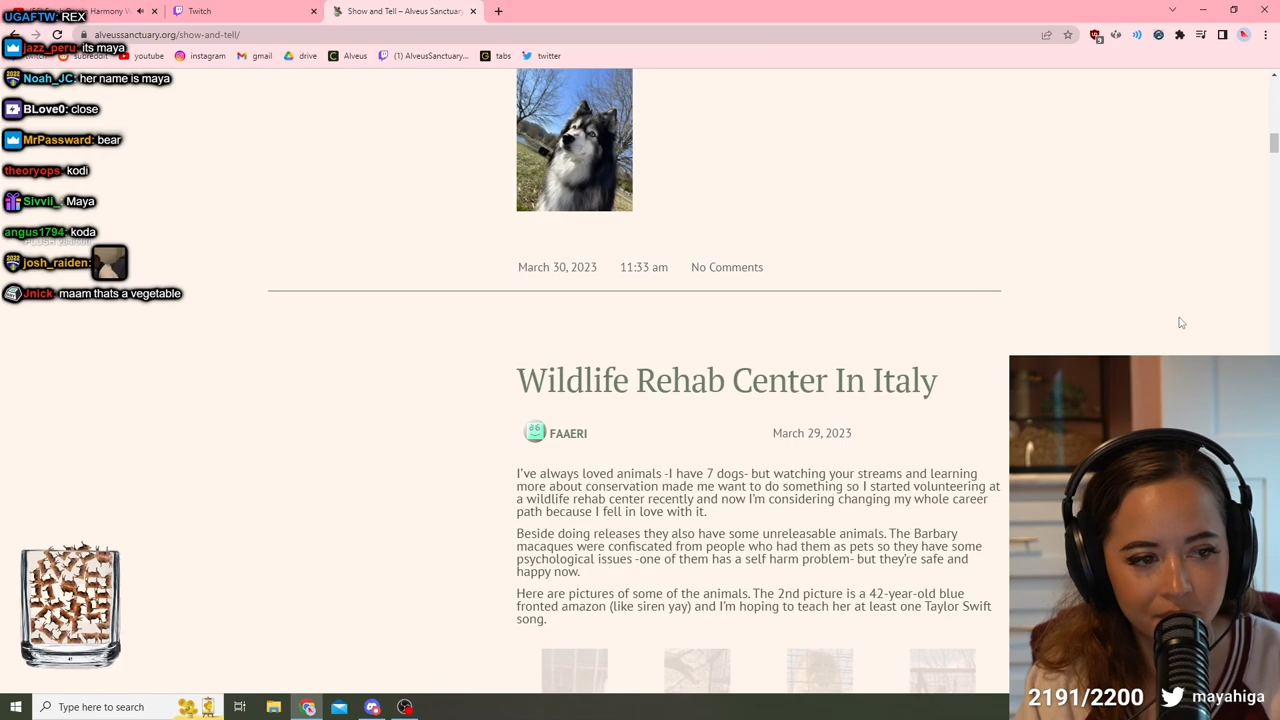 UGAFTW: REX
jazz_peru: its maya
Noah_JC: her name is maya
BLove0: close
MrPassward: bear
theoryops: kodi
Sivvii_: Maya
angus1794: koda
josh_raiden:
Jnick: maam thats a vegetable
Twitch
Show and Tell – Alveus Sanctuary
alveussanctuary.org/show-and-tell/
subreddit
youtube
instagram
gmail
drive
Alveus
(1) AlveusSanctuary...
tabs
twitter
March 30, 2023 11:33 am No Comments
Wildlife Rehab Center In Italy
FAAERI March 29, 2023
I've always loved animals -I have 7 dogs- but watching your streams and learning
more about conservation made me want to do something so I started volunteering at
a wildlife rehab center recently and now I'm considering changing my whole career
path because I fell in love with it.
Beside doing releases they also have some unreleasable animals. The Barbary
macaques were confiscated from people who had them as pets so they have some
psychological issues -one of them has a self harm problem- but they're safe and
happy now.
Here are pictures of some of the animals. The 2nd picture is a 42-year-old blue
fronted amazon (like siren yay) and I'm hoping to teach her at least one Taylor Swift
song.
2191/2200 mayahiga
Type here to search